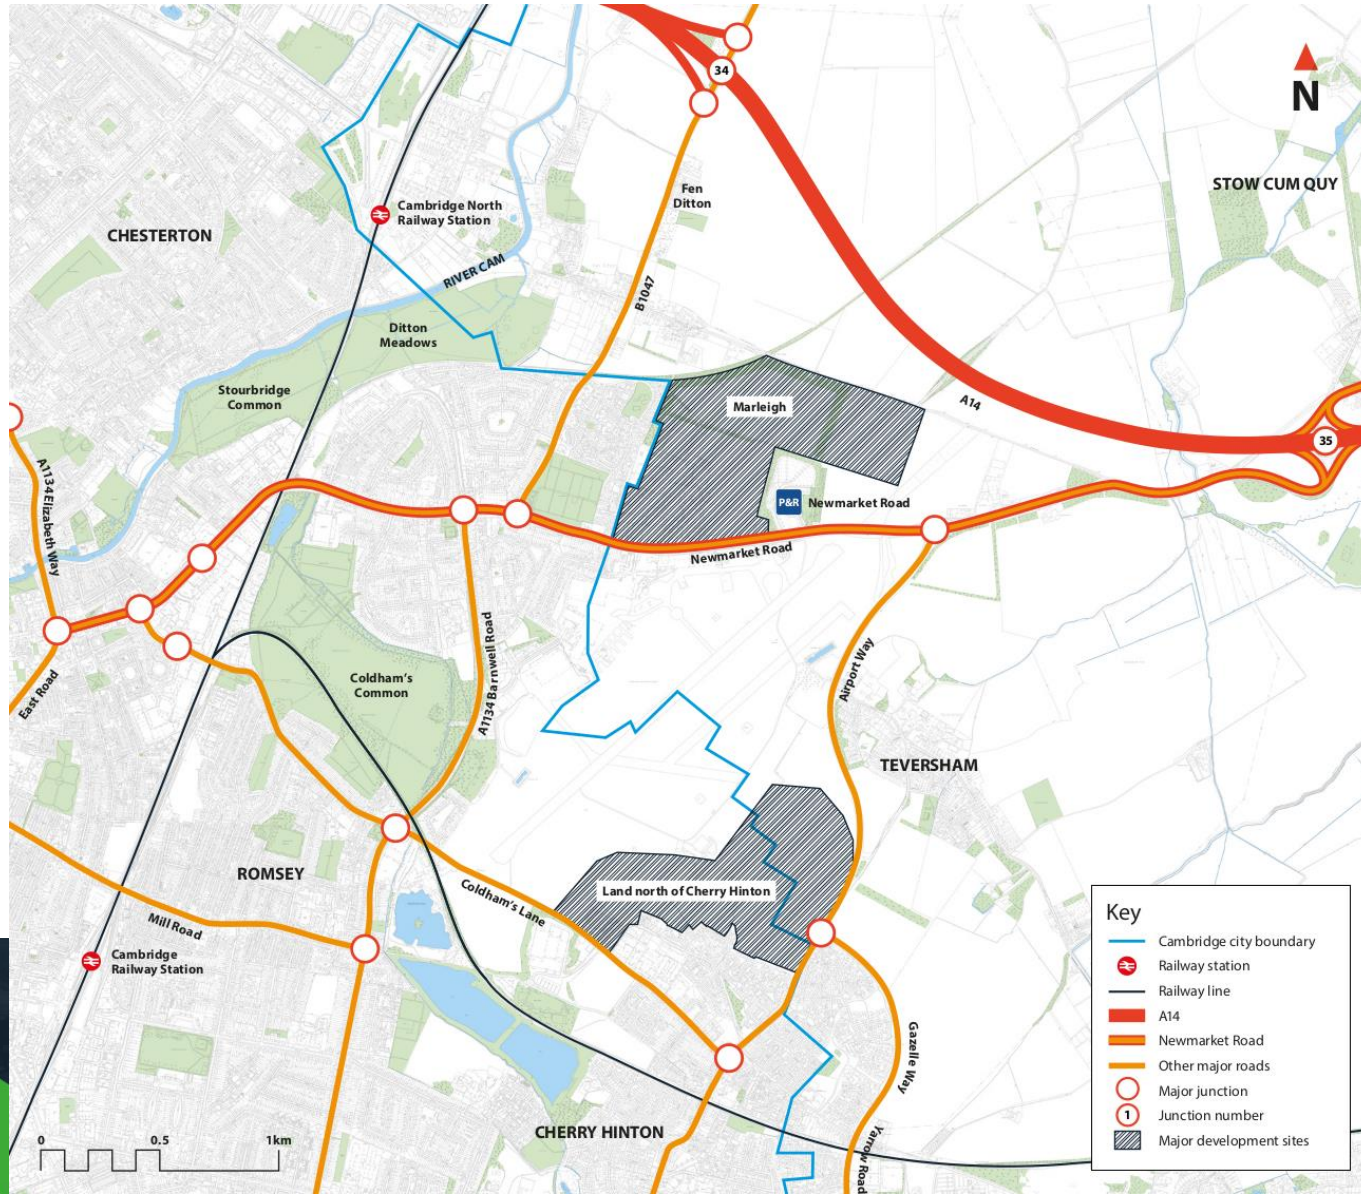 34
N
STOW CUM QUY
Fen
Ditton
Cambridge North
Railway Station
CHESTERTON
RIVER CAM
B1047
Ditton
Meadows
Stourbridge
Common
Marleigh
A14
35
A1134 Elizabeth Way
P&R
Newmarket Road
Newmarket Road
East Road
Coldham's
Common
A1134 Barnwell Road
Airport Way
TEVERSHAM
ROMSEY
Coldham's Lane
Land north of Cherry Hinton
Mill Road
Cambridge
Railway Station
Gazelle Way
Yarrow Road
CHERRY HINTON
0 0.5 1km
Key
Cambridge city boundary
Railway station
Railway line
A14
Newmarket Road
Other major roads
Major junction
1 Junction number
Major development sites